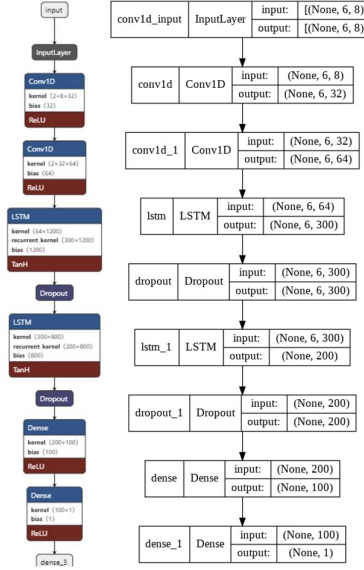 input
InputLayer
Conv1D
kernel ⟨2×8×32⟩
bias ⟨32⟩
ReLU
Conv1D
kernel ⟨2×32×64⟩
bias ⟨64⟩
ReLU
LSTM
kernel ⟨64×1200⟩
recurrent_kernel ⟨300×1200⟩
bias ⟨1200⟩
TanH
Dropout
LSTM
kernel ⟨300×800⟩
recurrent_kernel ⟨200×800⟩
bias ⟨800⟩
TanH
Dropout
Dense
kernel ⟨200×100⟩
bias ⟨100⟩
ReLU
Dense
kernel ⟨100×1⟩
bias ⟨1⟩
ReLU
dense_3
conv1d_input InputLayer input: [(None, 6, 8)
output: [(None, 6, 8)
conv1d Conv1D input: (None, 6, 8)
output: (None, 6, 32)
conv1d_1 Conv1D input: (None, 6, 32)
output: (None, 6, 64)
lstm LSTM input: (None, 6, 64)
output: (None, 6, 300)
dropout Dropout input: (None, 6, 300)
output: (None, 6, 300)
lstm_1 LSTM input: (None, 6, 300)
output: (None, 200)
dropout_1 Dropout input: (None, 200)
output: (None, 200)
dense Dense input: (None, 200)
output: (None, 100)
dense_1 Dense input: (None, 100)
output: (None, 1)